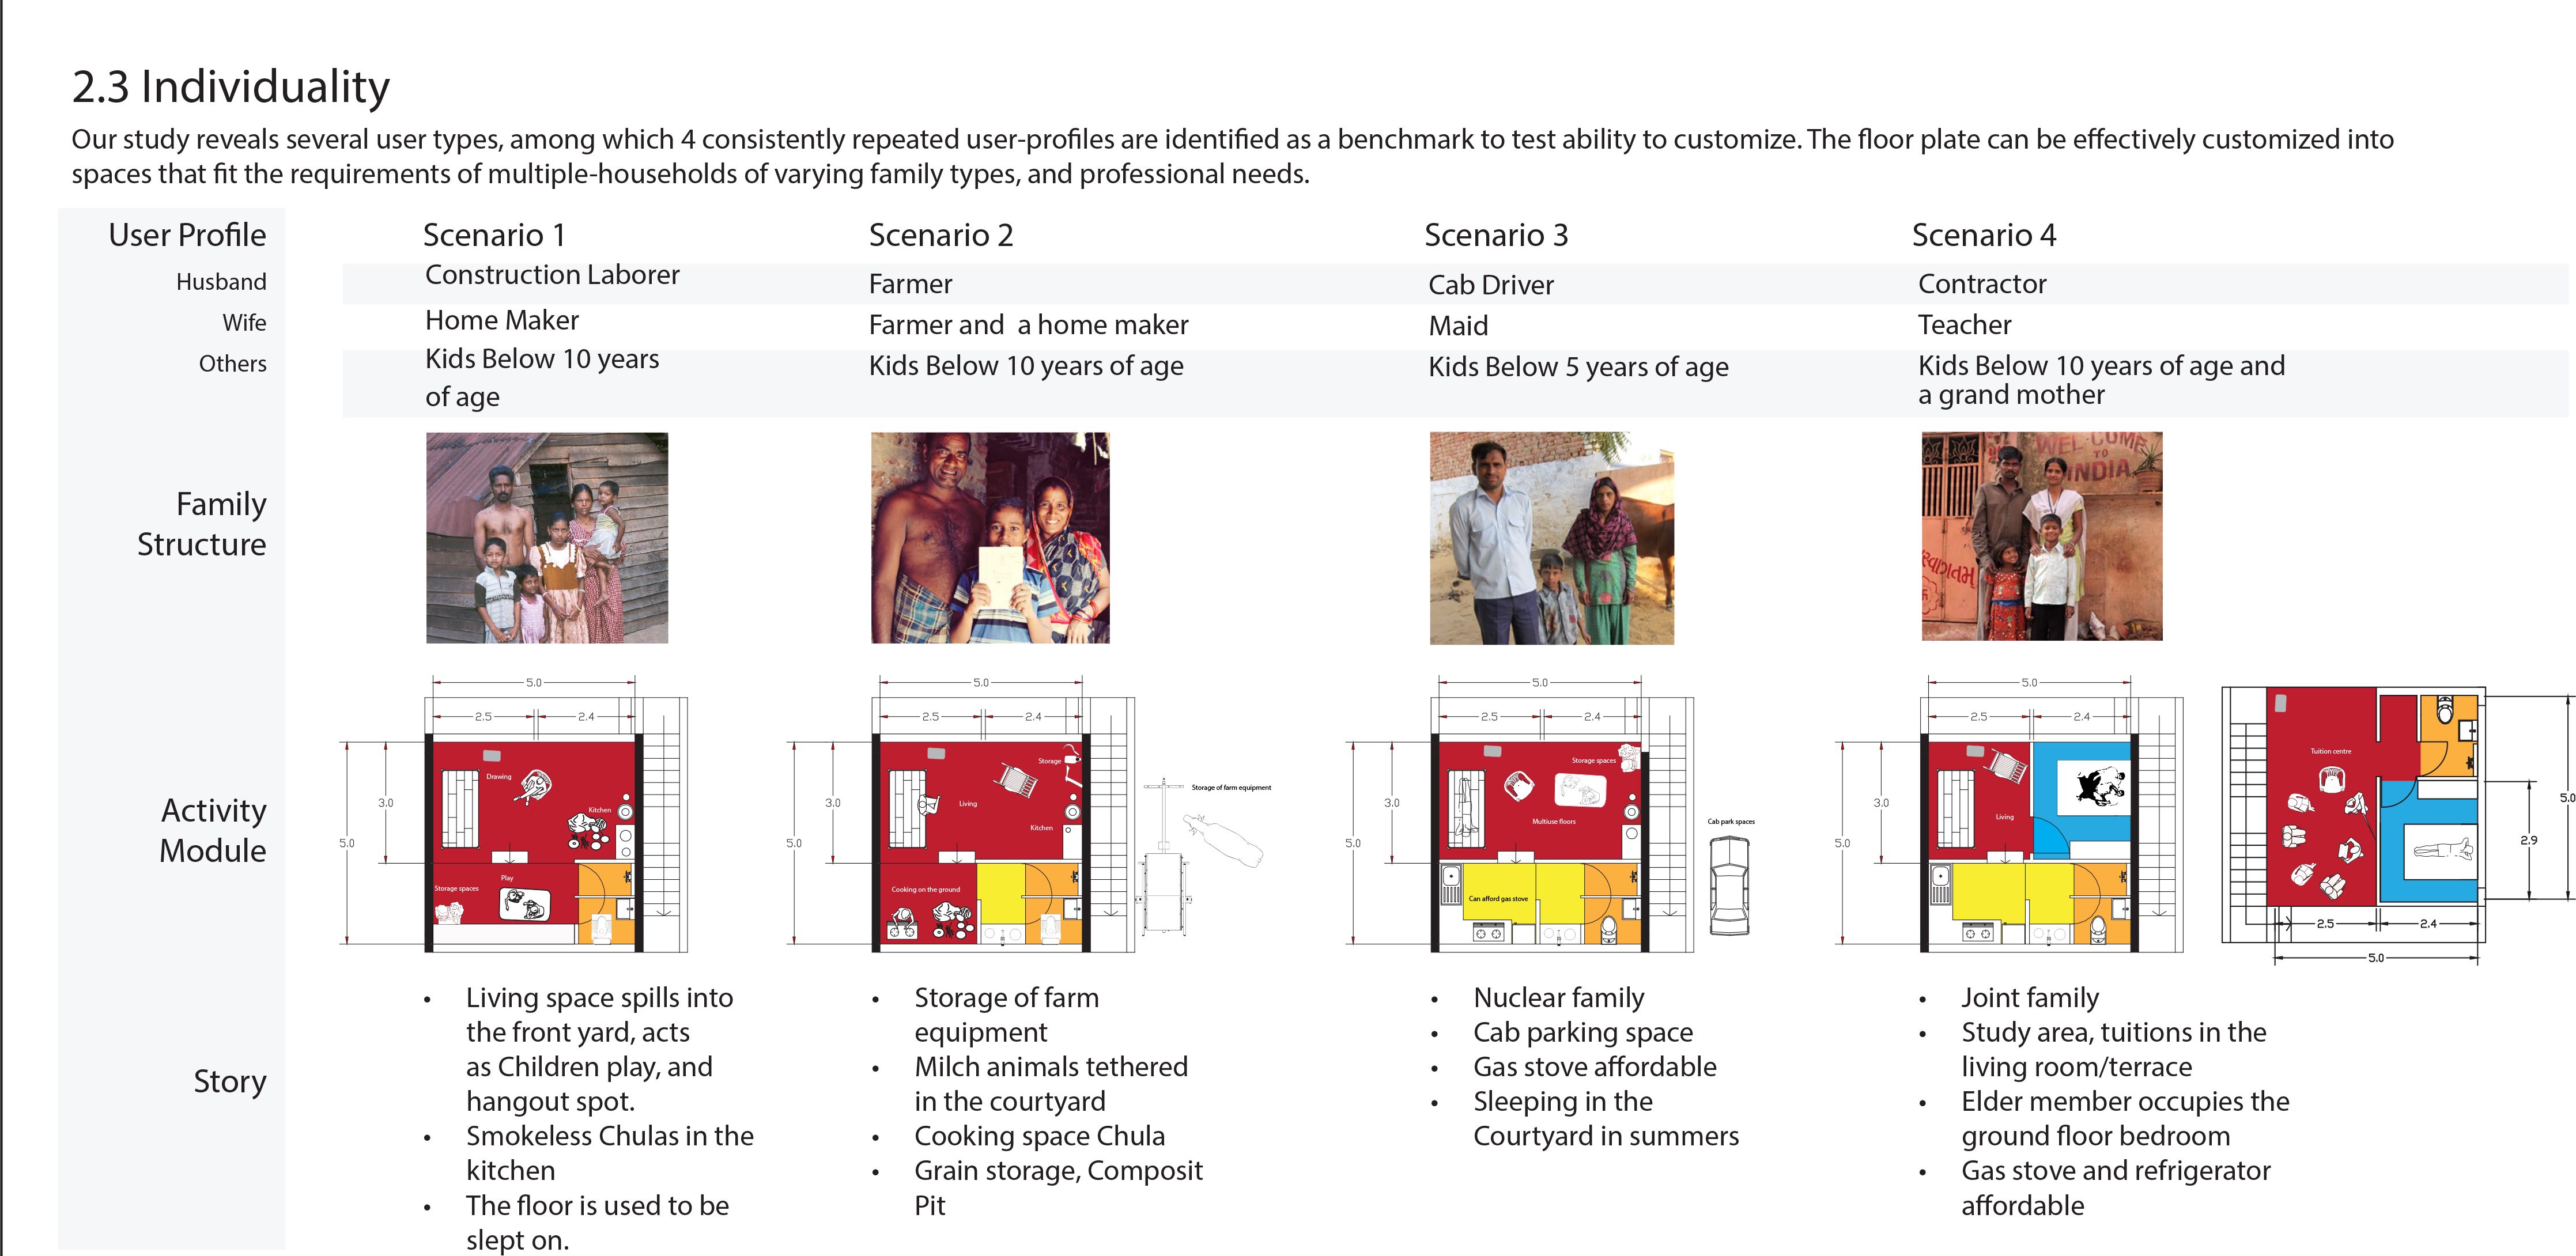 2.3 Individuality
Our study reveals several user types, among which 4 consistently repeated user-profiles are identified as a benchmark to test ability to customize. The floor plate can be effectively customized into
spaces that fit the requirements of multiple-households of varying family types, and professional needs.
User Profile
Scenario 1
Scenario 2
Scenario 3
Scenario 4
Husband
Construction Laborer
Farmer
Cab Driver
Contractor
Wife
Home Maker
Farmer and a home maker
Maid
Teacher
Others
Kids Below 10 years
of age
Kids Below 10 years of age
Kids Below 5 years of age
Kids Below 10 years of age and
a grand mother
Family
Structure
WEL COME
TO
INDIA
Activity
Module
5.0
2.5
2.4
3.0
5.0
Drawing
Kitchen
Play
Storage spaces
5.0
2.5
2.4
3.0
5.0
Storage
Living
Kitchen
Cooking on the ground
Storage of farm equipment
5.0
2.5
2.4
3.0
5.0
Storage spaces
Multiuse floors
Can afford gas stove
Cab park spaces
5.0
2.5
2.4
3.0
5.0
Living
Tuition centre
5.0
2.9
2.5
2.4
5.0
Story
• Living space spills into
the front yard, acts
as Children play, and
hangout spot.
• Smokeless Chulas in the
kitchen
• The floor is used to be
slept on.
• Storage of farm
equipment
• Milch animals tethered
in the courtyard
• Cooking space Chula
• Grain storage, Composit
Pit
• Nuclear family
• Cab parking space
• Gas stove affordable
• Sleeping in the
Courtyard in summers
• Joint family
• Study area, tuitions in the
living room/terrace
• Elder member occupies the
ground floor bedroom
• Gas stove and refrigerator
affordable